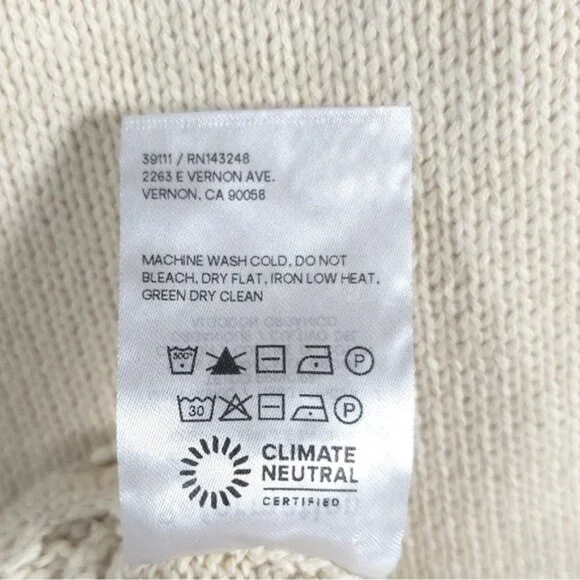 39111 / RN143248
2263 E VERNON AVE.
VERNON, CA 90058
MACHINE WASH COLD, DO NOT
BLEACH, DRY FLAT, IRON LOW HEAT,
GREEN DRY CLEAN
300° P
30 P
CLIMATE
NEUTRAL
CERTIFIED